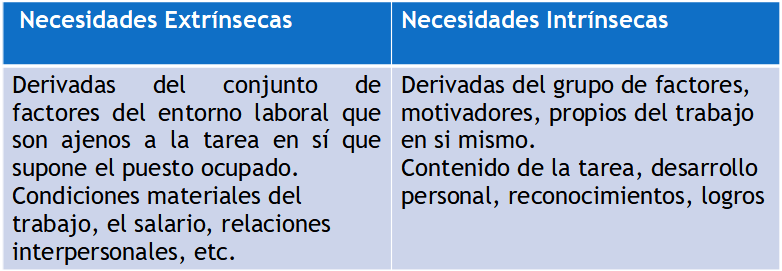 Necesidades Extrínsecas
Necesidades Intrínsecas
Derivadas del conjunto de
factores del entorno laboral que
son ajenos a la tarea en sí que
supone el puesto ocupado.
Condiciones materiales del
trabajo, el salario, relaciones
interpersonales, etc.
Derivadas del grupo de factores,
motivadores, propios del trabajo
en si mismo.
Contenido de la tarea, desarrollo
personal, reconocimientos, logros